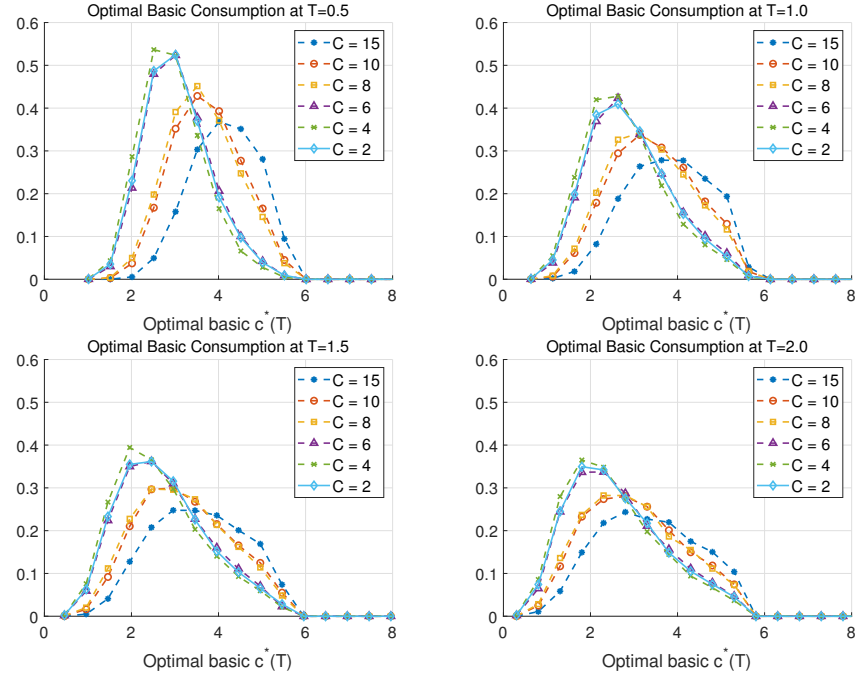 Optimal Basic Consumption at T=0.5
0.6
0.5
0.4
0.3
0.2
0.1
0
0 2 4 6 8
Optimal basic c*(T)
C = 15
C = 10
C = 8
C = 6
C = 4
C = 2
Optimal Basic Consumption at T=1.0
0.6
0.5
0.4
0.3
0.2
0.1
0
0 2 4 6 8
Optimal basic c*(T)
C = 15
C = 10
C = 8
C = 6
C = 4
C = 2
Optimal Basic Consumption at T=1.5
0.6
0.5
0.4
0.3
0.2
0.1
0
0 2 4 6 8
Optimal basic c*(T)
C = 15
C = 10
C = 8
C = 6
C = 4
C = 2
Optimal Basic Consumption at T=2.0
0.6
0.5
0.4
0.3
0.2
0.1
0
0 2 4 6 8
Optimal basic c*(T)
C = 15
C = 10
C = 8
C = 6
C = 4
C = 2